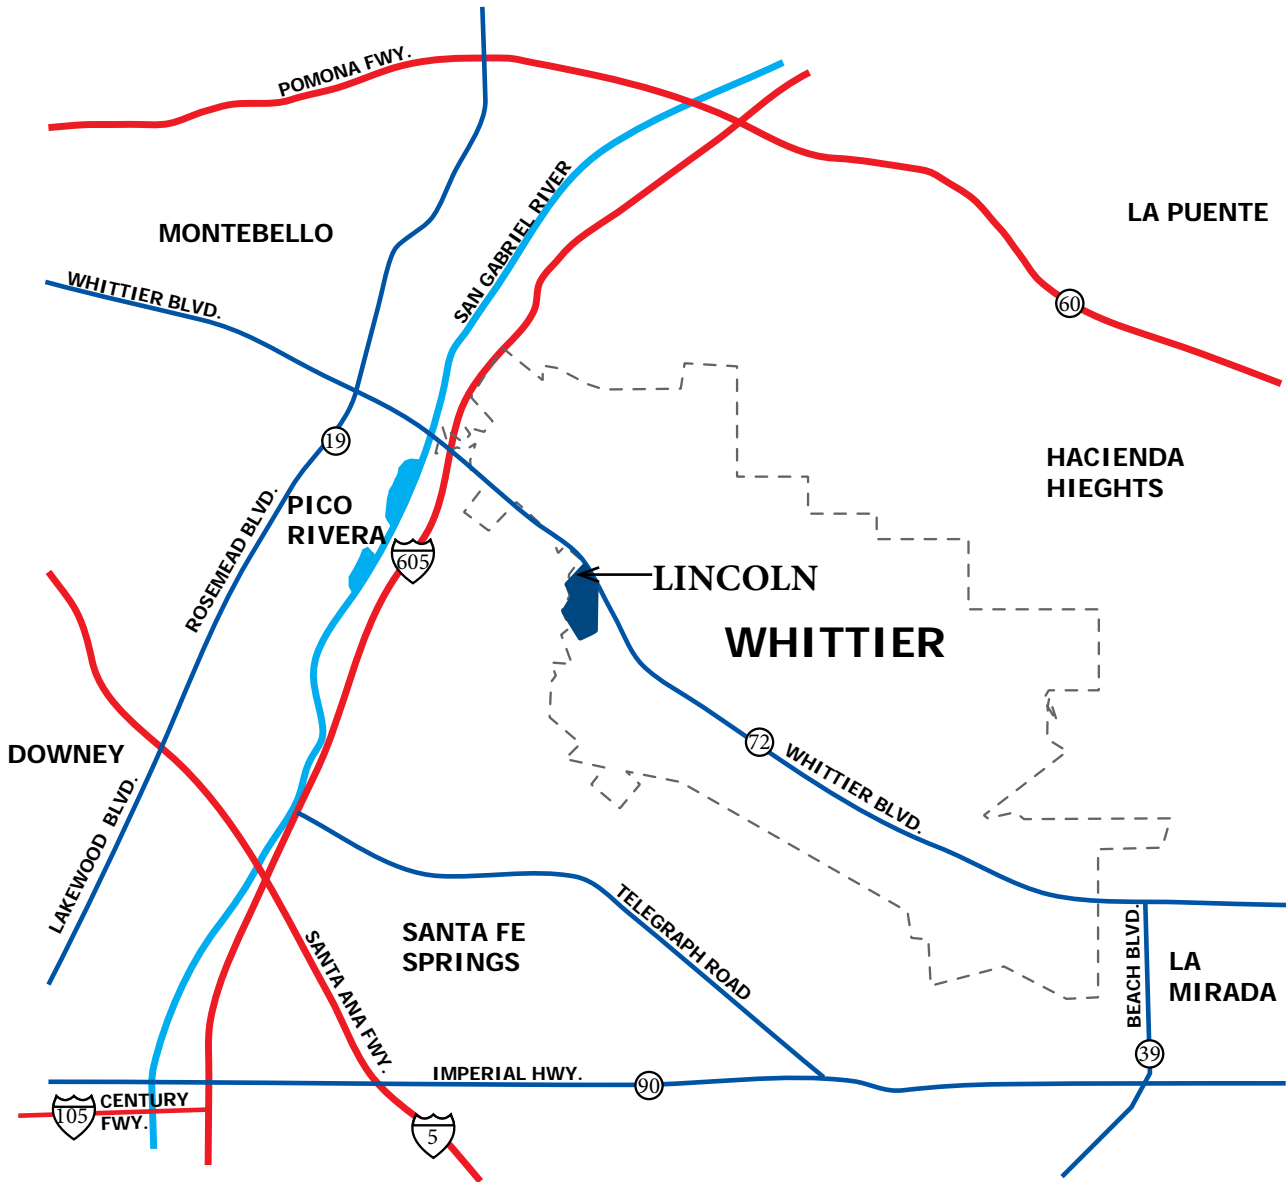 POMONA FWY.
SAN GABRIEL RIVER
LA PUENTE
MONTEBELLO
WHITTIER BLVD.
60
19
HACIENDA
HIEGHTS
PICO
RIVERA
ROSEMEAD BLVD.
605
LINCOLN
WHITTIER
72
WHITTIER BLVD.
DOWNEY
LAKEWOOD BLVD.
TELEGRAPH ROAD
SANTA FE
SPRINGS
SANTA ANA FWY.
BEACH BLVD.
LA
MIRADA
39
IMPERIAL HWY.
90
105
CENTURY
FWY.
5